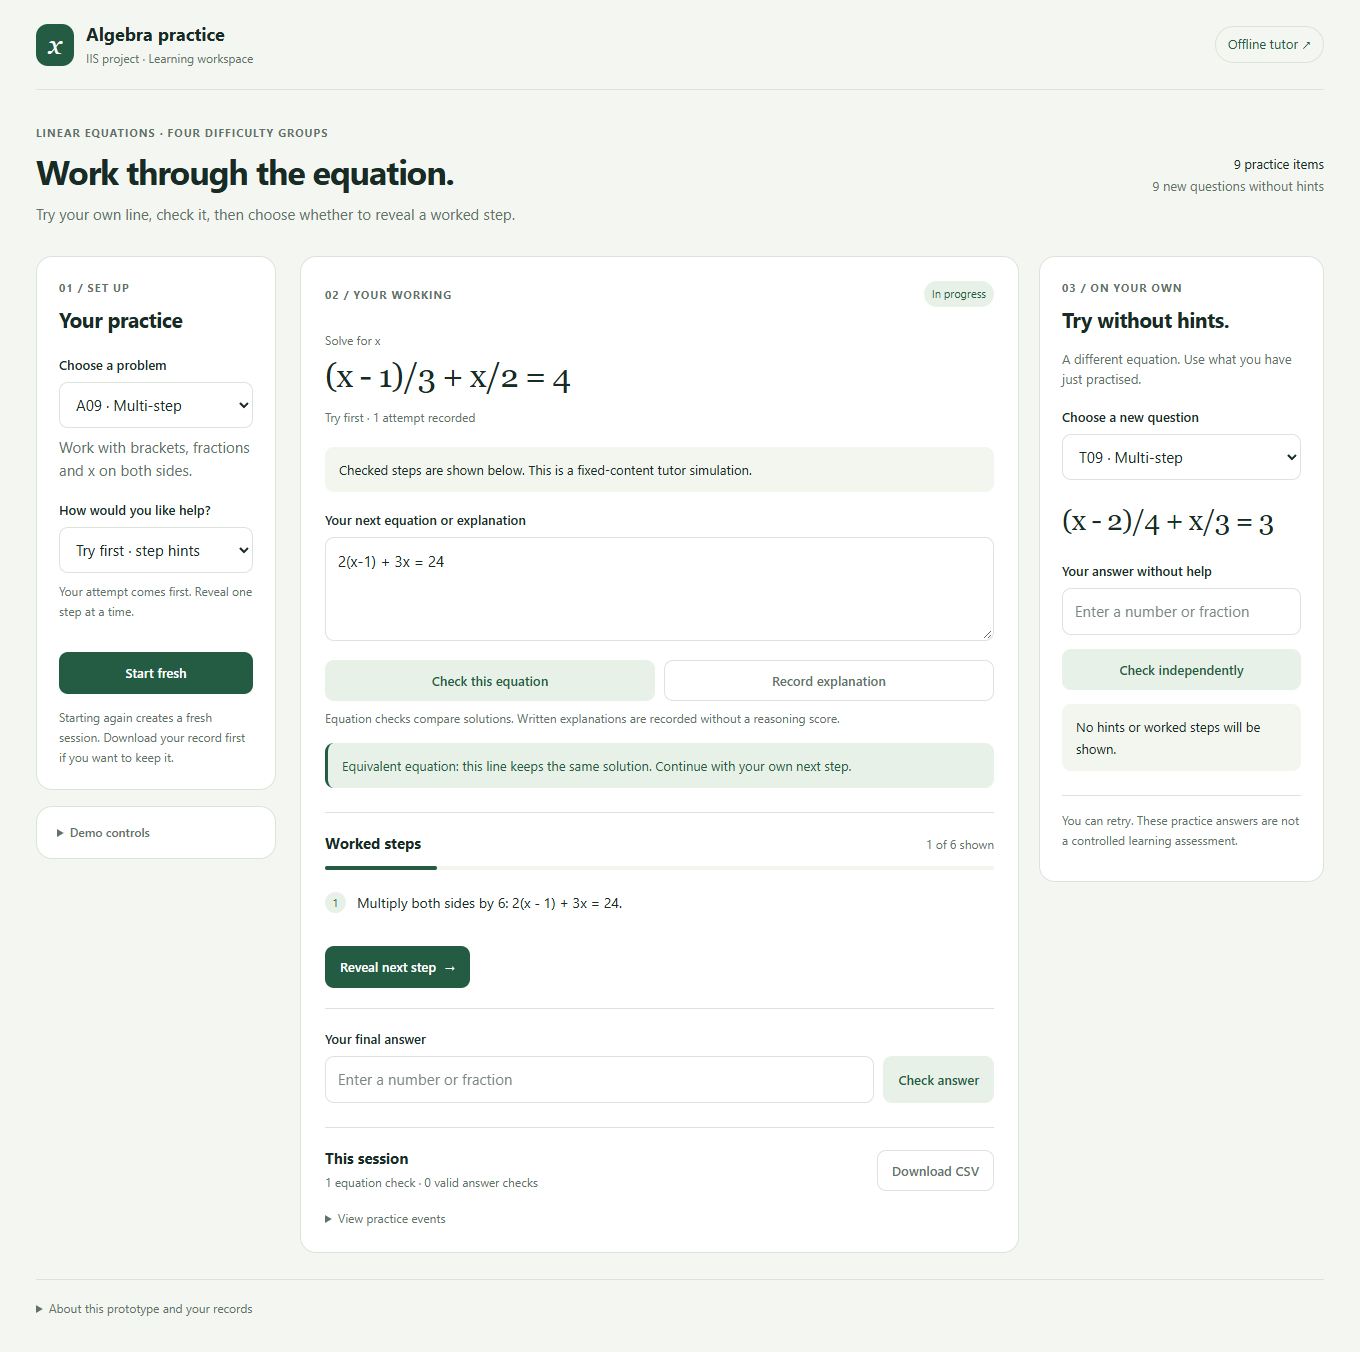 x
Algebra practice
IIS project · Learning workspace
Offline tutor ↗
LINEAR EQUATIONS · FOUR DIFFICULTY GROUPS
Work through the equation.
Try your own line, check it, then choose whether to reveal a worked step.
9 practice items
9 new questions without hints
01 / SET UP
Your practice
Choose a problem
A09 · Multi-step
Work with brackets, fractions
and x on both sides.
How would you like help?
Try first · step hints
Your attempt comes first. Reveal one
step at a time.
Start fresh
Starting again creates a fresh
session. Download your record first
if you want to keep it.
Demo controls
02 / YOUR WORKING
In progress
Solve for x
(x - 1)/3 + x/2 = 4
Try first · 1 attempt recorded
Checked steps are shown below. This is a fixed-content tutor simulation.
Your next equation or explanation
2(x-1) + 3x = 24
Check this equation
Record explanation
Equation checks compare solutions. Written explanations are recorded without a reasoning score.
Equivalent equation: this line keeps the same solution. Continue with your own next step.
Worked steps
1 of 6 shown
1 Multiply both sides by 6: 2(x - 1) + 3x = 24.
Reveal next step →
Your final answer
Enter a number or fraction
Check answer
This session
1 equation check · 0 valid answer checks
Download CSV
View practice events
03 / ON YOUR OWN
Try without hints.
A different equation. Use what you have
just practised.
Choose a new question
T09 · Multi-step
(x - 2)/4 + x/3 = 3
Your answer without help
Enter a number or fraction
Check independently
No hints or worked steps will be
shown.
You can retry. These practice answers are not
a controlled learning assessment.
About this prototype and your records